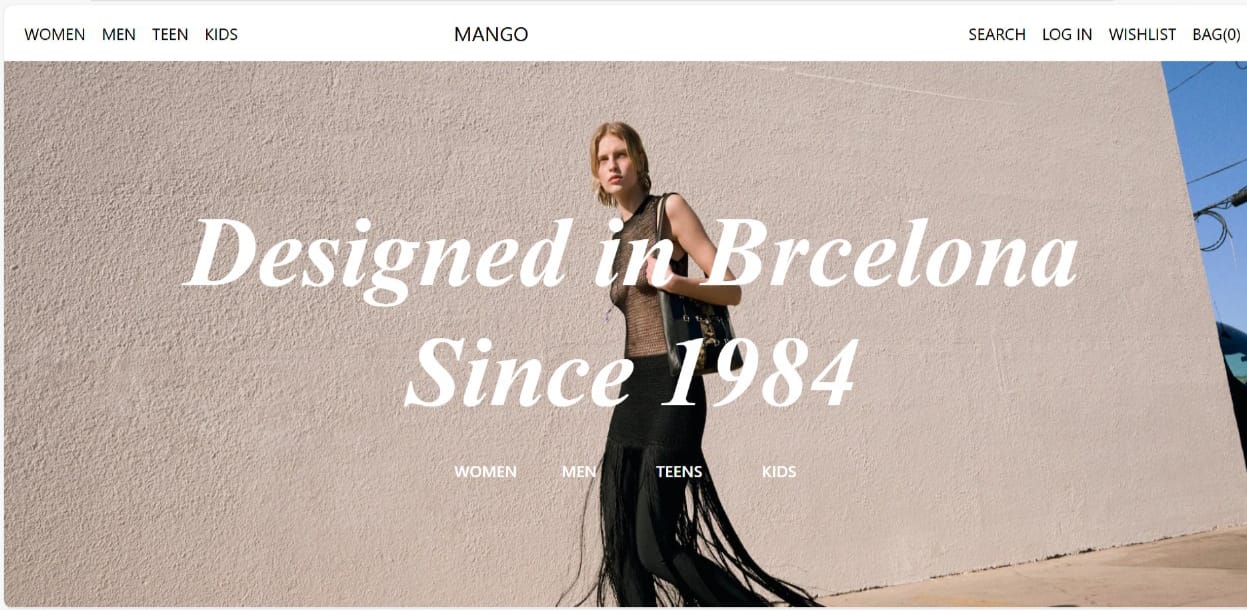 WOMEN MEN TEEN KIDS MANGO SEARCH LOG IN WISHLIST BAG(0)
Designed in Brcelona
Since 1984
WOMEN MEN TEENS KIDS